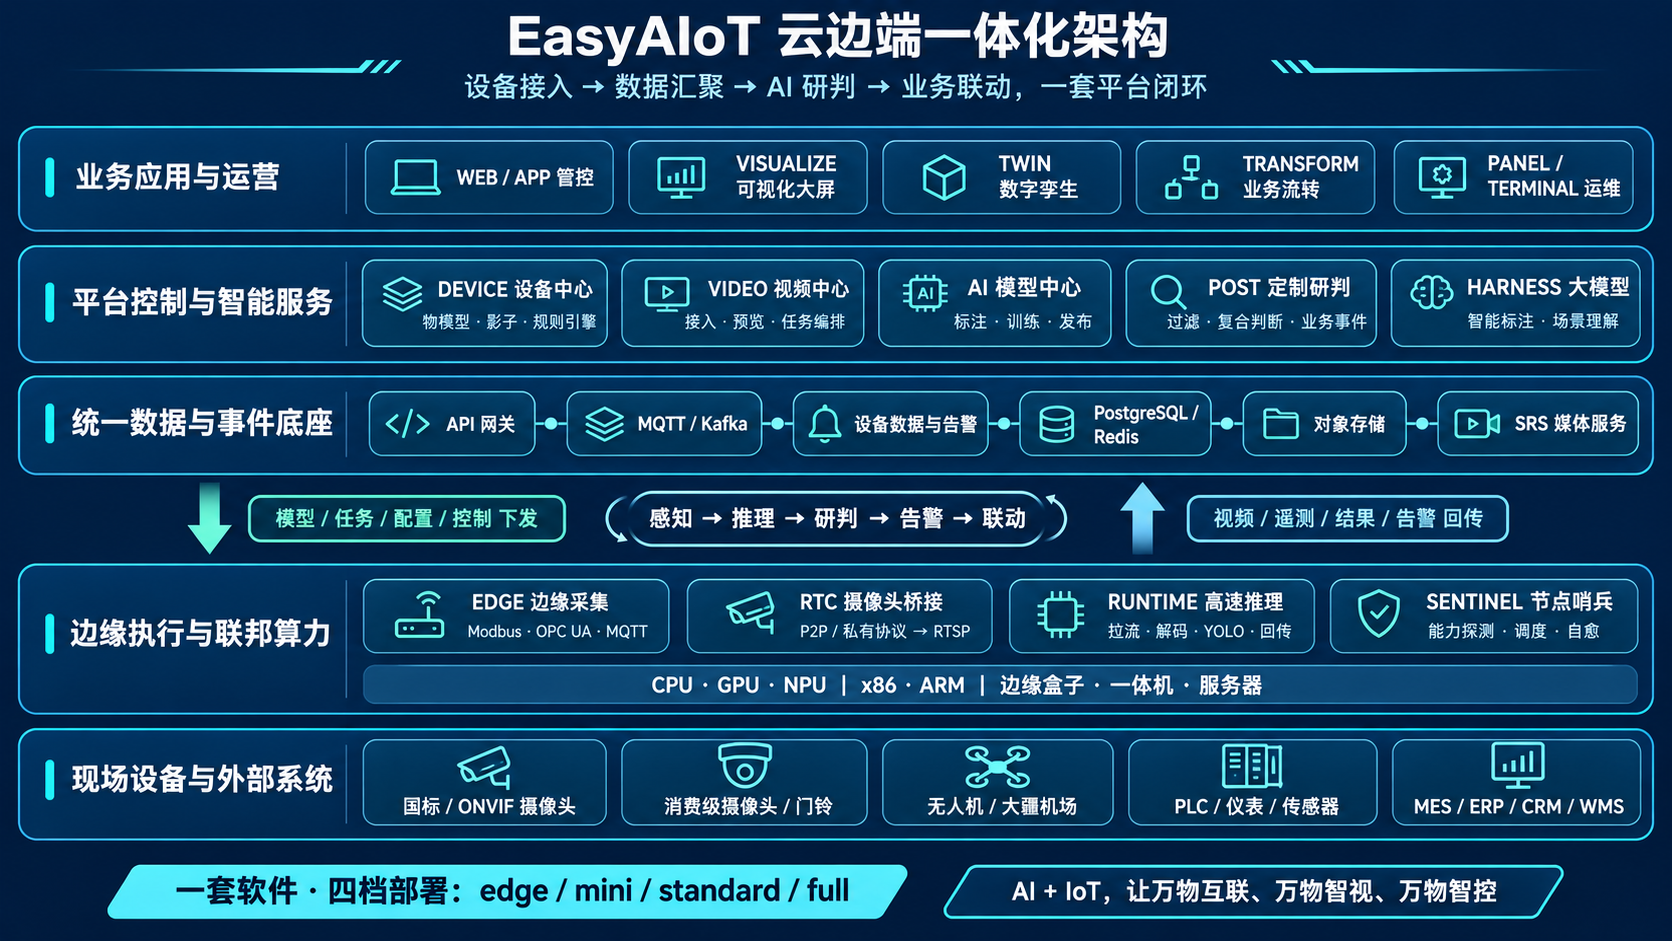 EasyAIoT 云边端一体化架构
设备接入 → 数据汇聚 → AI 研判 → 业务联动，一套平台闭环
业务应用与运营
WEB / APP 管控
VISUALIZE
可视化大屏
TWIN
数字孪生
TRANSFORM
业务流转
PANEL /
TERMINAL 运维
平台控制与智能服务
DEVICE 设备中心
物模型 · 影子 · 规则引擎
VIDEO 视频中心
接入 · 预览 · 任务编排
AI
AI 模型中心
标注 · 训练 · 发布
POST 定制研判
过滤 · 复合判断 · 业务事件
HARNESS 大模型
智能标注 · 场景理解
统一数据与事件底座
API 网关
MQTT / Kafka
设备数据与告警
PostgreSQL /
Redis
对象存储
SRS 媒体服务
模型 / 任务 / 配置 / 控制 下发
感知 → 推理 → 研判 → 告警 → 联动
视频 / 遥测 / 结果 / 告警 回传
边缘执行与联邦算力
EDGE 边缘采集
Modbus · OPC UA · MQTT
RTC 摄像头桥接
P2P / 私有协议 → RTSP
RUNTIME 高速推理
拉流 · 解码 · YOLO · 回传
SENTINEL 节点哨兵
能力探测 · 调度 · 自愈
CPU · GPU · NPU | x86 · ARM | 边缘盒子 · 一体机 · 服务器
现场设备与外部系统
国标 / ONVIF 摄像头
消费级摄像头 / 门铃
无人机 / 大疆机场
PLC / 仪表 / 传感器
MES / ERP / CRM / WMS
一套软件 · 四档部署：edge / mini / standard / full
AI + IoT，让万物互联、万物智视、万物智控